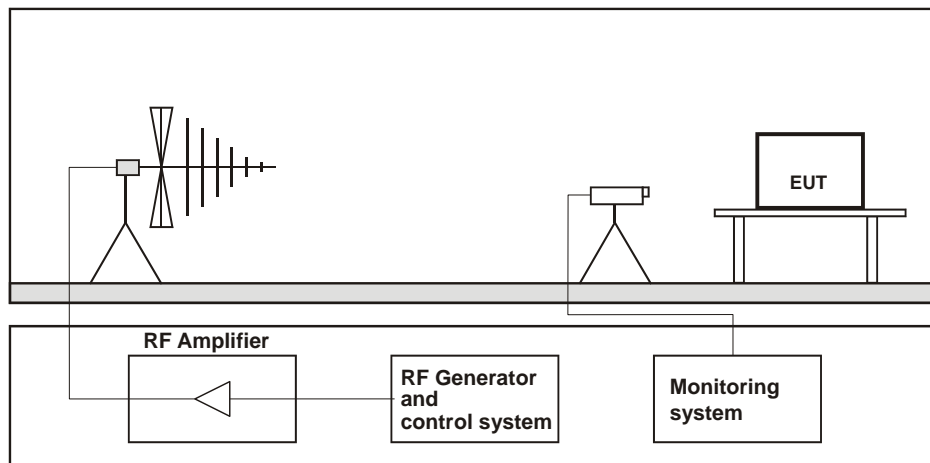 EUT
RF Amplifier
RF Generator
and
control system
Monitoring
system